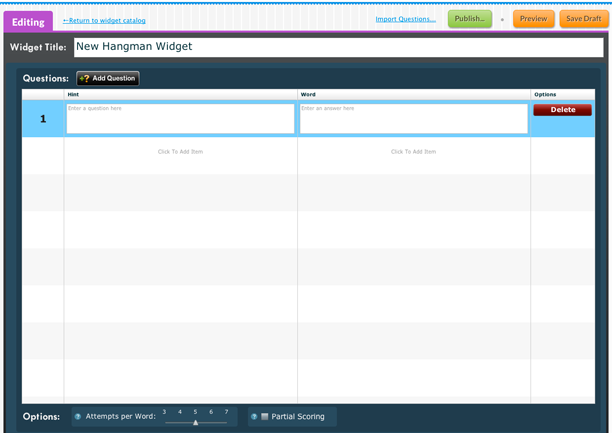 Editing
←Return to widget catalog
Import Questions...
Publish...
Preview
Save Draft
Widget Title: New Hangman Widget
Questions: +? Add Question
Hint Word Options
1 Enter a question here Enter an answer here Delete
Click To Add Item Click To Add Item
Options: ? Attempts per Word: 3 4 5 6 7 ? Partial Scoring